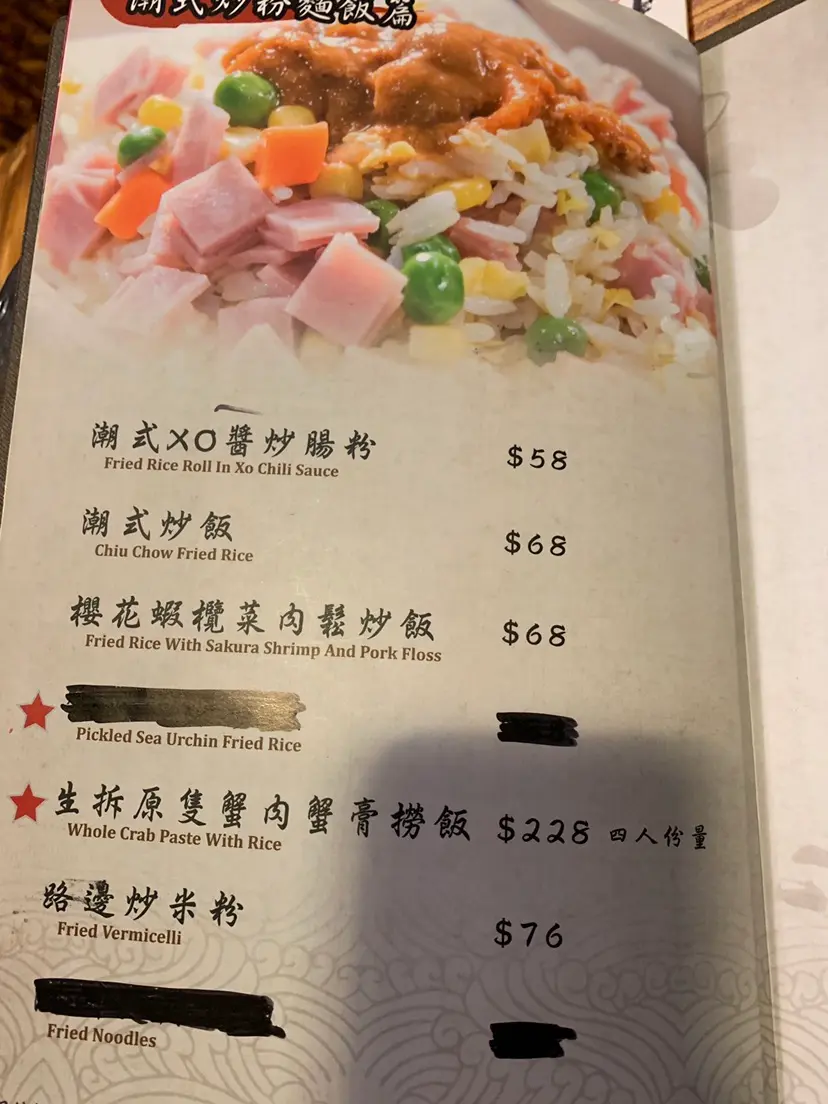 潮式炒粉麵飯篇
潮式XO醬炒腸粉 $58
Fried Rice Roll In Xo Chili Sauce
潮式炒飯 $68
Chiu Chow Fried Rice
櫻花蝦欖菜肉鬆炒飯 $68
Fried Rice With Sakura Shrimp And Pork Floss
Pickled Sea Urchin Fried Rice
生拆原隻蟹肉蟹膏撈飯 $228 四人份量
Whole Crab Paste With Rice
路邊炒米粉 $76
Fried Vermicelli
Fried Noodles